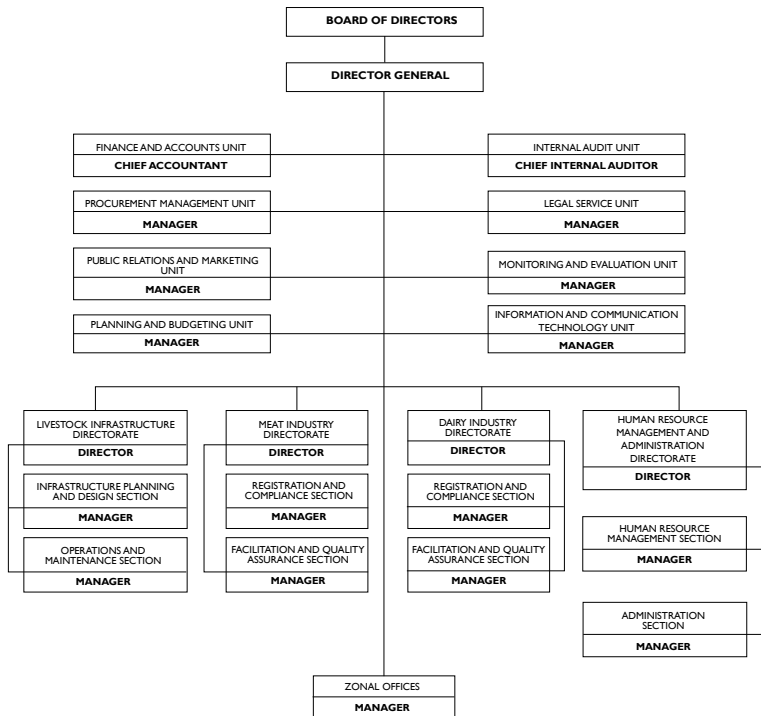 BOARD OF DIRECTORS
DIRECTOR GENERAL
FINANCE AND ACCOUNTS UNIT
CHIEF ACCOUNTANT
INTERNAL AUDIT UNIT
CHIEF INTERNAL AUDITOR
PROCUREMENT MANAGEMENT UNIT
MANAGER
LEGAL SERVICE UNIT
MANAGER
PUBLIC RELATIONS AND MARKETING
UNIT
MANAGER
MONITORING AND EVALUATION UNIT
MANAGER
PLANNING AND BUDGETING UNIT
MANAGER
INFORMATION AND COMMUNICATION
TECHNOLOGY UNIT
MANAGER
LIVESTOCK INFRASTRUCTURE
DIRECTORATE
DIRECTOR
INFRASTRUCTURE PLANNING
AND DESIGN SECTION
MANAGER
OPERATIONS AND
MAINTENANCE SECTION
MANAGER
MEAT INDUSTRY
DIRECTORATE
DIRECTOR
REGISTRATION AND
COMPLIANCE SECTION
MANAGER
FACILITATION AND QUALITY
ASSURANCE SECTION
MANAGER
DAIRY INDUSTRY
DIRECTORATE
DIRECTOR
REGISTRATION AND
COMPLIANCE SECTION
MANAGER
FACILITATION AND QUALITY
ASSURANCE SECTION
MANAGER
HUMAN RESOURCE
MANAGEMENT AND
ADMINISTRATION
DIRECTORATE
DIRECTOR
HUMAN RESOURCE
MANAGEMENT SECTION
MANAGER
ADMINISTRATION
SECTION
MANAGER
ZONAL OFFICES
MANAGER